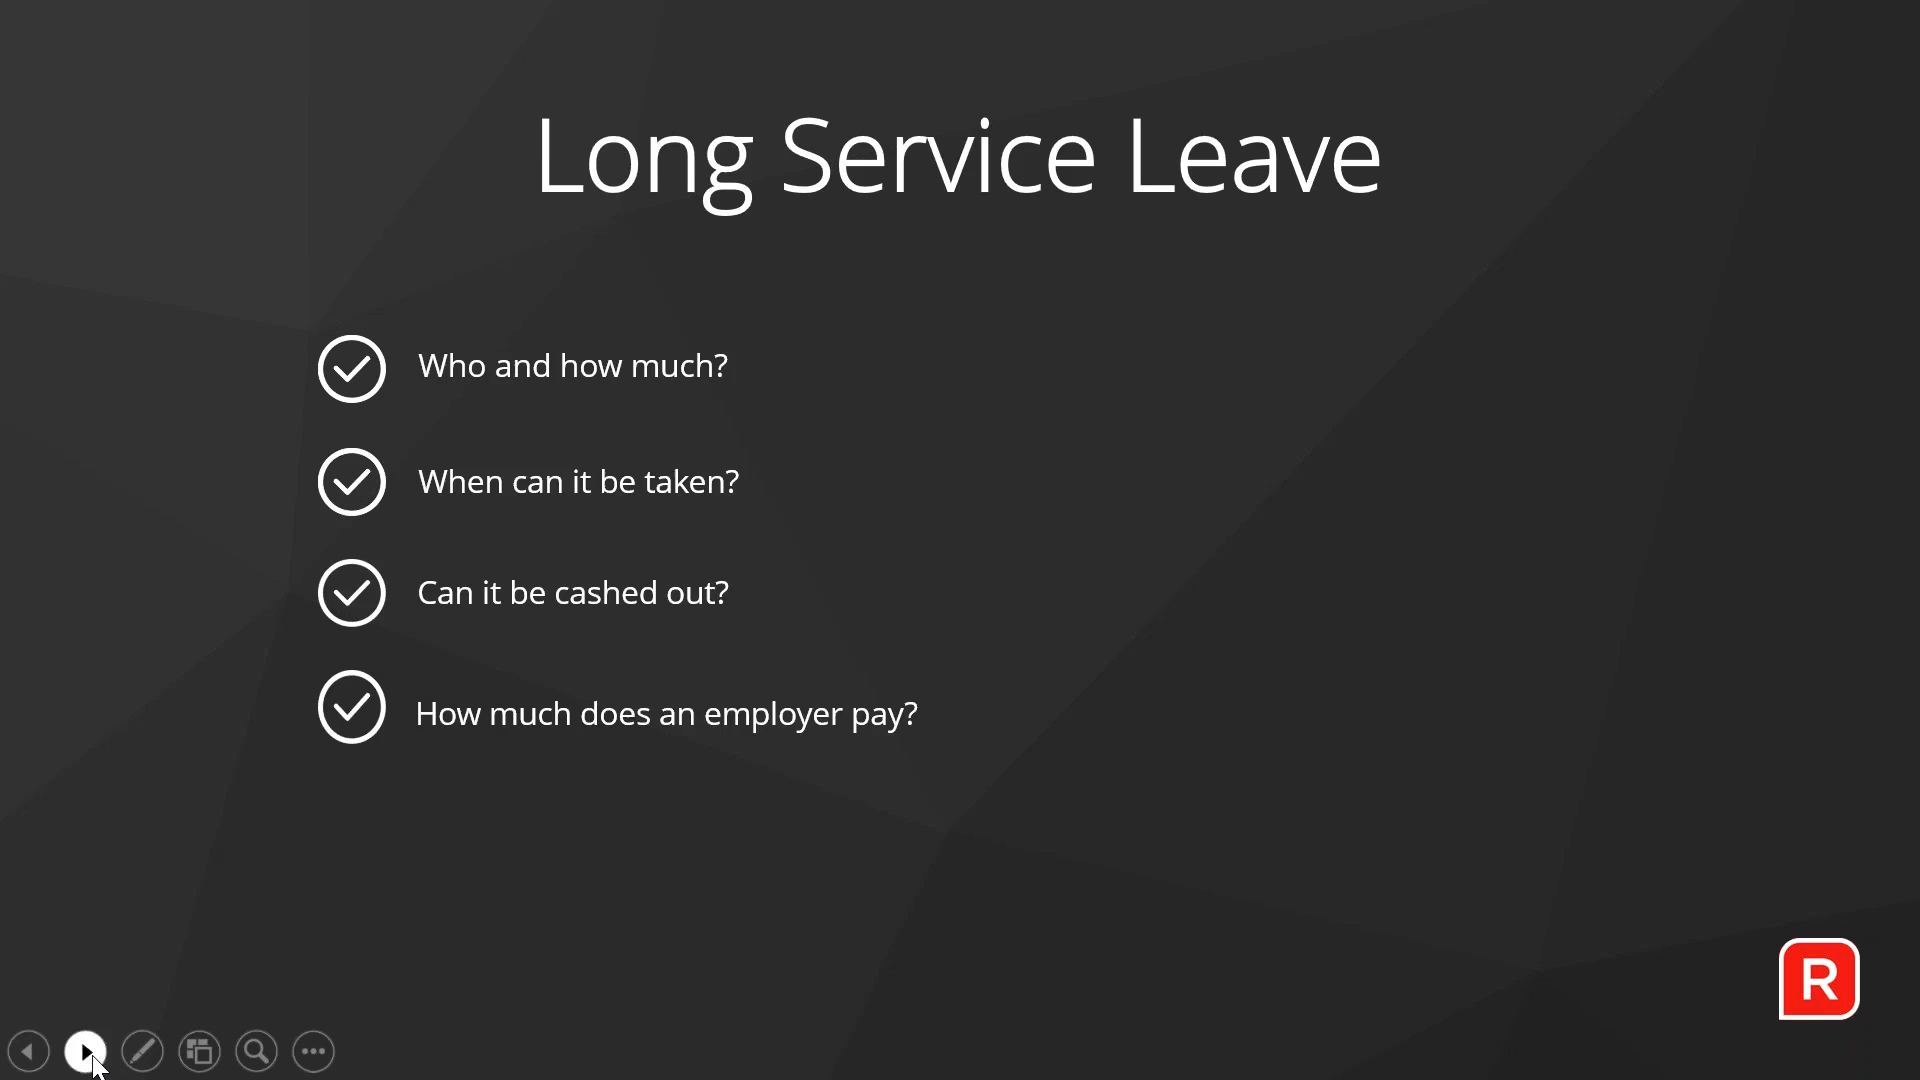 Long Service Leave
Who and how much?
When can it be taken?
Can it be cashed out?
How much does an employer pay?
R